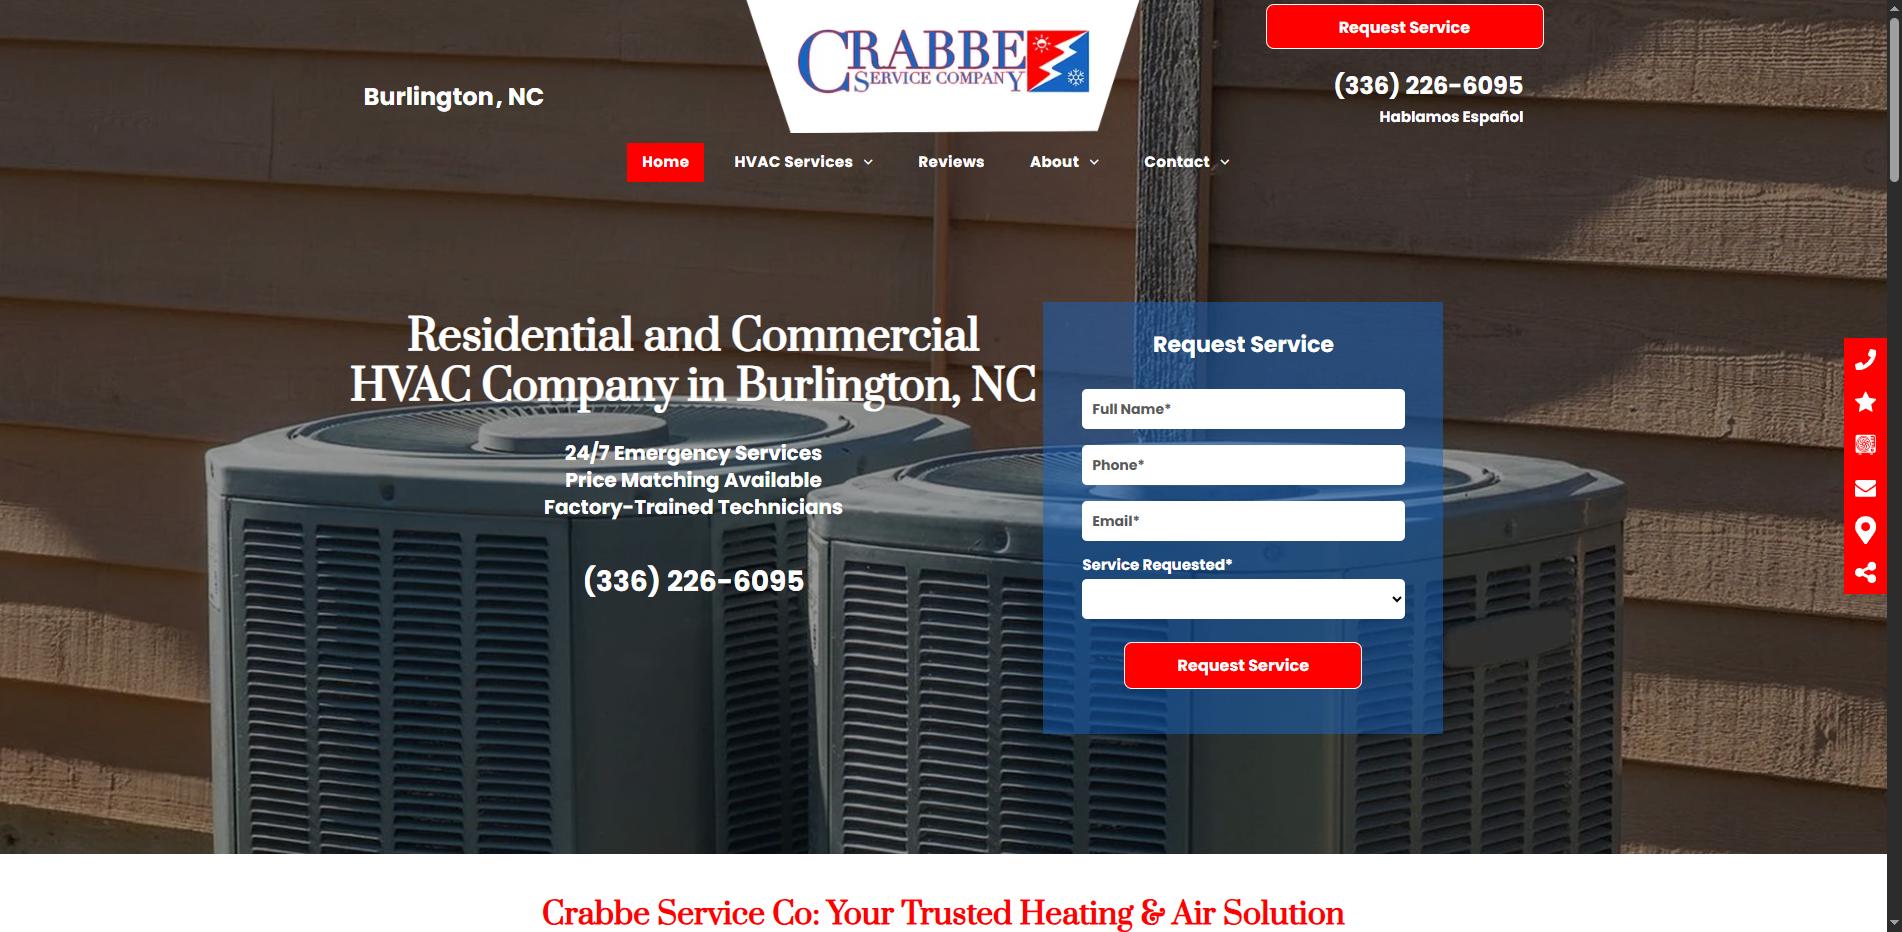 Burlington, NC
CRABBE
SERVICE COMPANY
Request Service
(336) 226-6095
Hablamos Español
Home
HVAC Services
Reviews
About
Contact
Residential and Commercial
HVAC Company in Burlington, NC
24/7 Emergency Services
Price Matching Available
Factory-Trained Technicians
(336) 226-6095
Request Service
Full Name*
Phone*
Email*
Service Requested*
Request Service
Crabbe Service Co: Your Trusted Heating & Air Solution